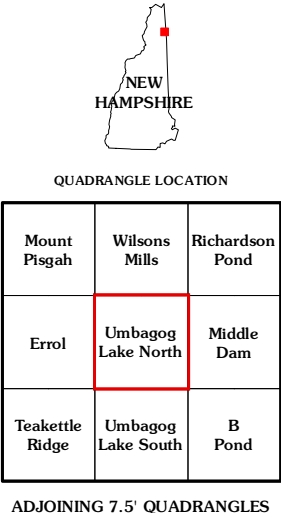 NEW
HAMPSHIRE
QUADRANGLE LOCATION
Mount
Pisgah
Wilsons
Mills
Richardson
Pond
Errol
Umbagog
Lake North
Middle
Dam
Teakettle
Ridge
Umbagog
Lake South
B
Pond
ADJOINING 7.5' QUADRANGLES